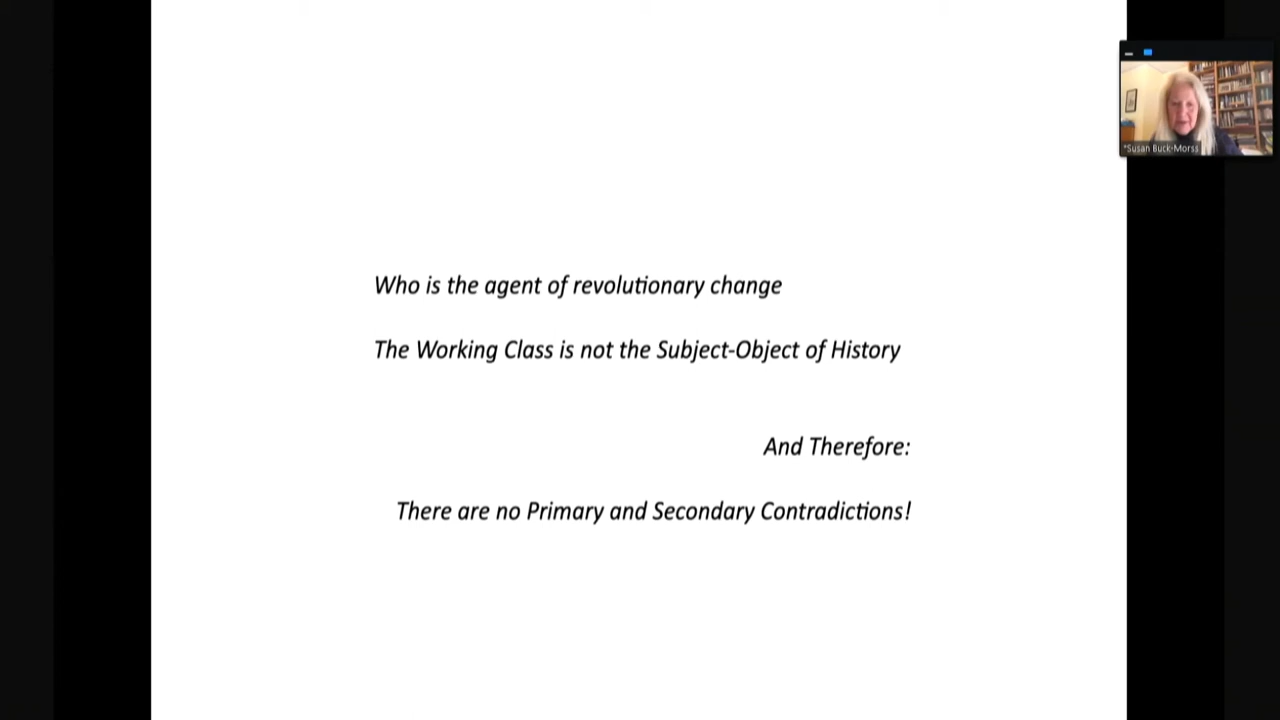 Who is the agent of revolutionary change
The Working Class is not the Subject-Object of History
And Therefore:
There are no Primary and Secondary Contradictions!
*Susan Buck-Morss